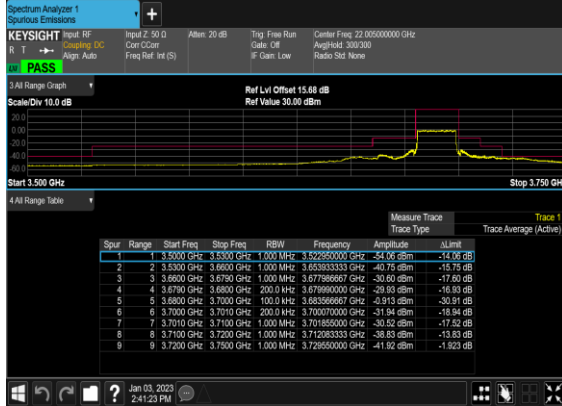 Spectrum Analyzer 1
Spurious Emissions
+
KEYSIGHT Input: RF Input Z: 50 Ω Atten: 20 dB Trig: Free Run Center Freq: 22.005000000 GHz
R T Coupling: DC Corr CCorr Gate: Off Avg|Hold: 300/300
Align: Auto Freq Ref: Int (S) IF Gain: Low Radio Std: None
PASS
3 All Range Graph
Ref Lvl Offset 15.68 dB
Scale/Div 10.0 dB Ref Value 30.00 dBm
20.0
0.00
-20.0
-40.0
-60.0
Start 3.500 GHz Stop 3.750 GH
4 All Range Table
Measure Trace Trace 1
Trace Type Trace Average (Active)
Spur Range Start Freq Stop Freq RBW Frequency Amplitude ΔLimit
1 1 3.5000 GHz 3.5300 GHz 1.000 MHz 3.522950000 GHz -54.06 dBm -14.06 dB
2 2 3.5300 GHz 3.6600 GHz 1.000 MHz 3.653933333 GHz -40.75 dBm -15.75 dB
3 3 3.6600 GHz 3.6790 GHz 1.000 MHz 3.677986667 GHz -30.60 dBm -17.60 dB
4 4 3.6790 GHz 3.6800 GHz 200.0 kHz 3.679990000 GHz -29.93 dBm -16.93 dB
5 5 3.6800 GHz 3.7000 GHz 100.0 kHz 3.683566667 GHz -0.913 dBm -30.91 dB
6 6 3.7000 GHz 3.7010 GHz 200.0 kHz 3.700070000 GHz -31.94 dBm -18.94 dB
7 7 3.7010 GHz 3.7100 GHz 1.000 MHz 3.701855000 GHz -30.52 dBm -17.52 dB
8 8 3.7100 GHz 3.7200 GHz 1.000 MHz 3.712083333 GHz -38.83 dBm -13.83 dB
9 9 3.7200 GHz 3.7500 GHz 1.000 MHz 3.729550000 GHz -41.92 dBm -1.923 dB
? Jan 03, 2023
2:41:23 PM